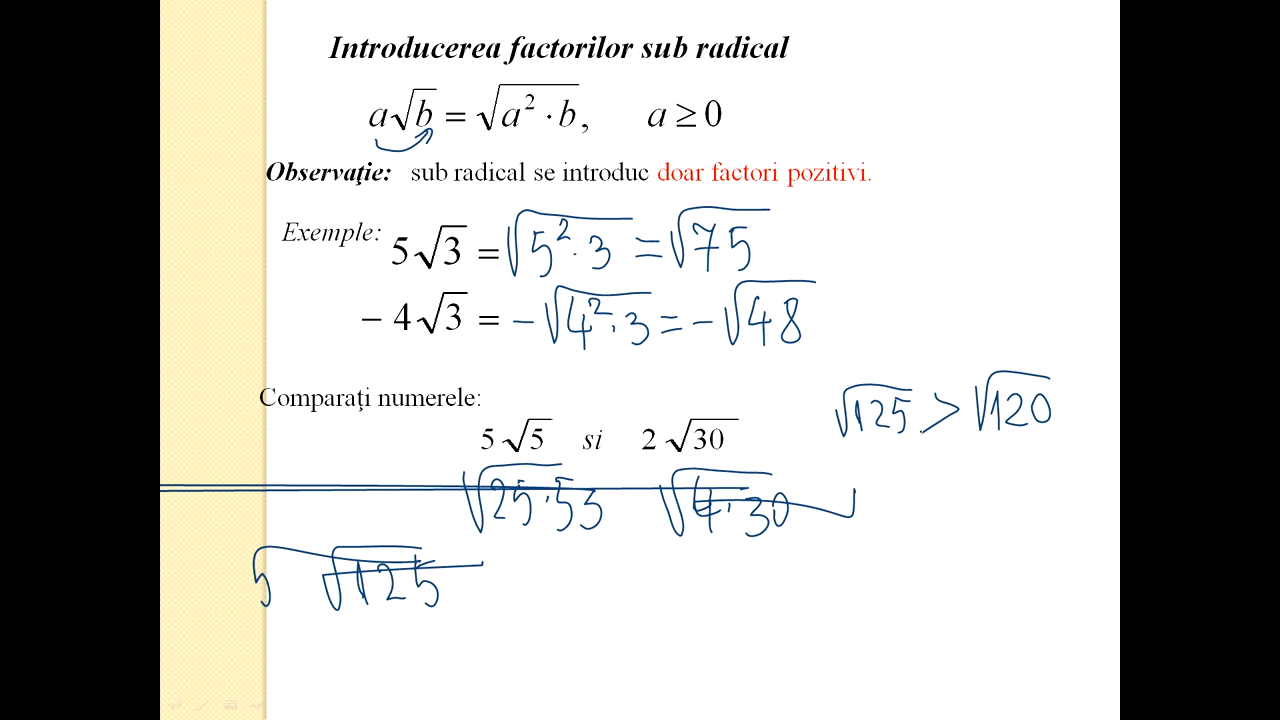 Introducerea factorilor sub radical
a√b = √(a² · b), a ≥ 0
Observaţie: sub radical se introduc doar factori pozitivi.
Exemple: 5√3 = √(5² · 3) = √75
− 4√3 = −√(4² · 3) = −√48
Comparaţi numerele:
√125 > √120
5√5 si 2√30
√(25 · 53 √(4 · 30
5 √125